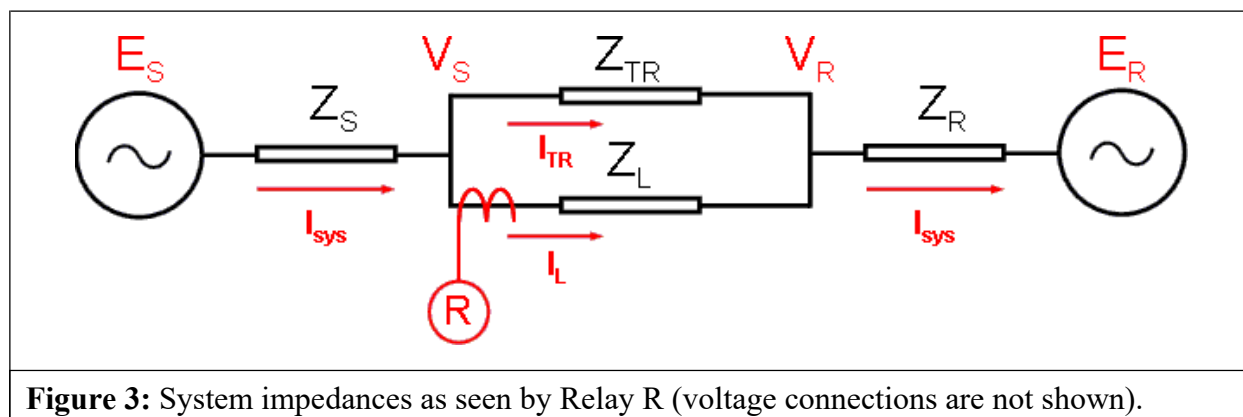 E_S V_S Z_TR V_R E_R
Z_S I_TR Z_R
Z_L
I_sys I_L I_sys
R
Figure 3: System impedances as seen by Relay R (voltage connections are not shown).